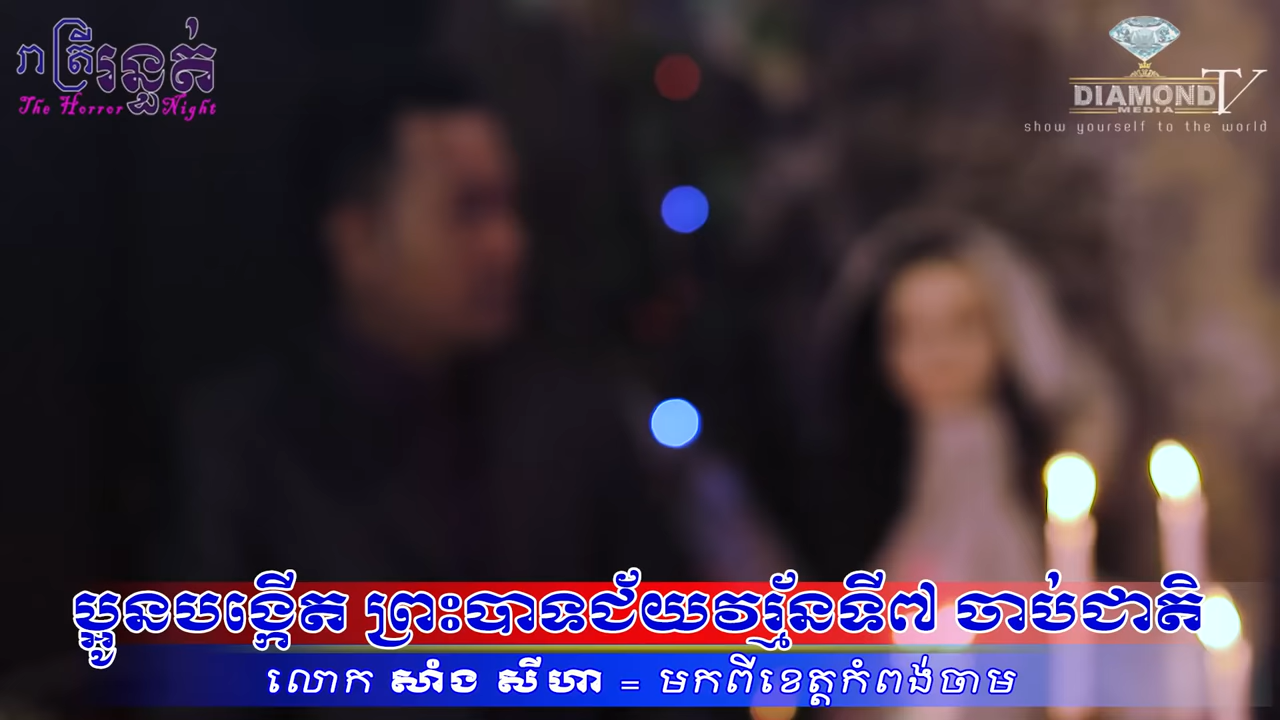 រាត្រីរន្ធត់
The Horror Night
DIAMOND TV
MEDIA
show yourself to the world
ប្អូនបង្កើត ព្រះបាទជ័យវរ្ម័នទី៧ ចាប់ជាតិ
លោក សាំង សីហា = មកពីខេត្តកំពង់ចាម